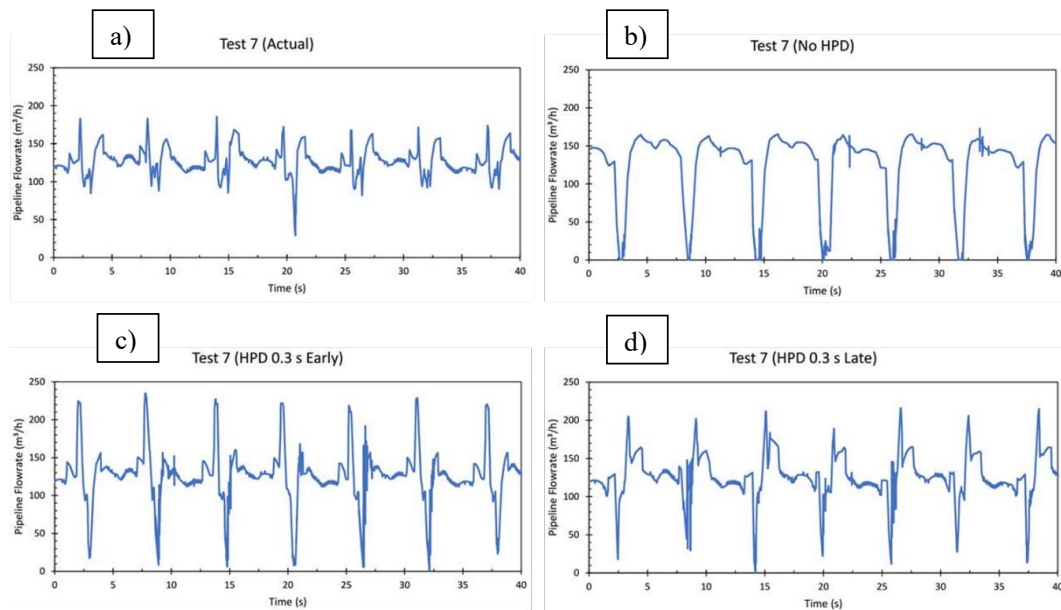 a)
Test 7 (Actual)
Pipeline Flowrate (m³/h)
250
200
150
100
50
0
0 5 10 15 20 25 30 35 40
Time (s)
b)
Test 7 (No HPD)
Pipeline Flowrate (m³/h)
250
200
150
100
50
0
0 5 10 15 20 25 30 35 40
Time (s)
c)
Test 7 (HPD 0.3 s Early)
Pipeline Flowrate (m³/h)
250
200
150
100
50
0
0 5 10 15 20 25 30 35 40
Time (s)
d)
Test 7 (HPD 0.3 s Late)
Pipeline Flowrate (m³/h)
250
200
150
100
50
0
0 5 10 15 20 25 30 35 40
Time (s)